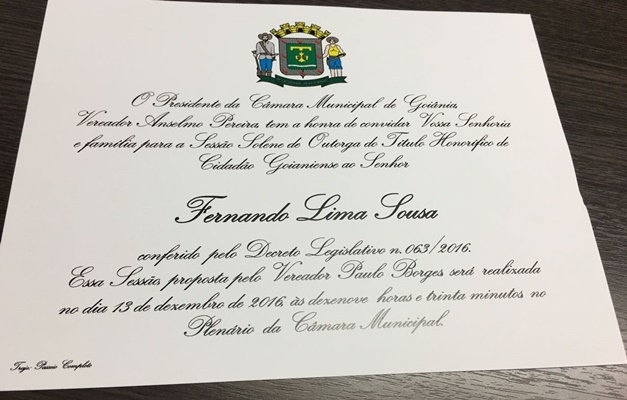 O Presidente da Câmara Municipal de Goiânia,
Vereador Anselmo Pereira, tem a honra de convidar Vossa Senhoria
e família para a Sessão Solene de Outorga do Título Honorífico de
Cidadão Goianiense ao Senhor
Fernando Lima Sousa
conferido pelo Decreto Legislativo n. 063/2016.
Essa Sessão, proposta pelo Vereador Paulo Borges será realizada
no dia 13 de dezembro de 2016, às dezenove horas e trinta minutos no
Plenário da Câmara Municipal.
Traje: Passeio Completo